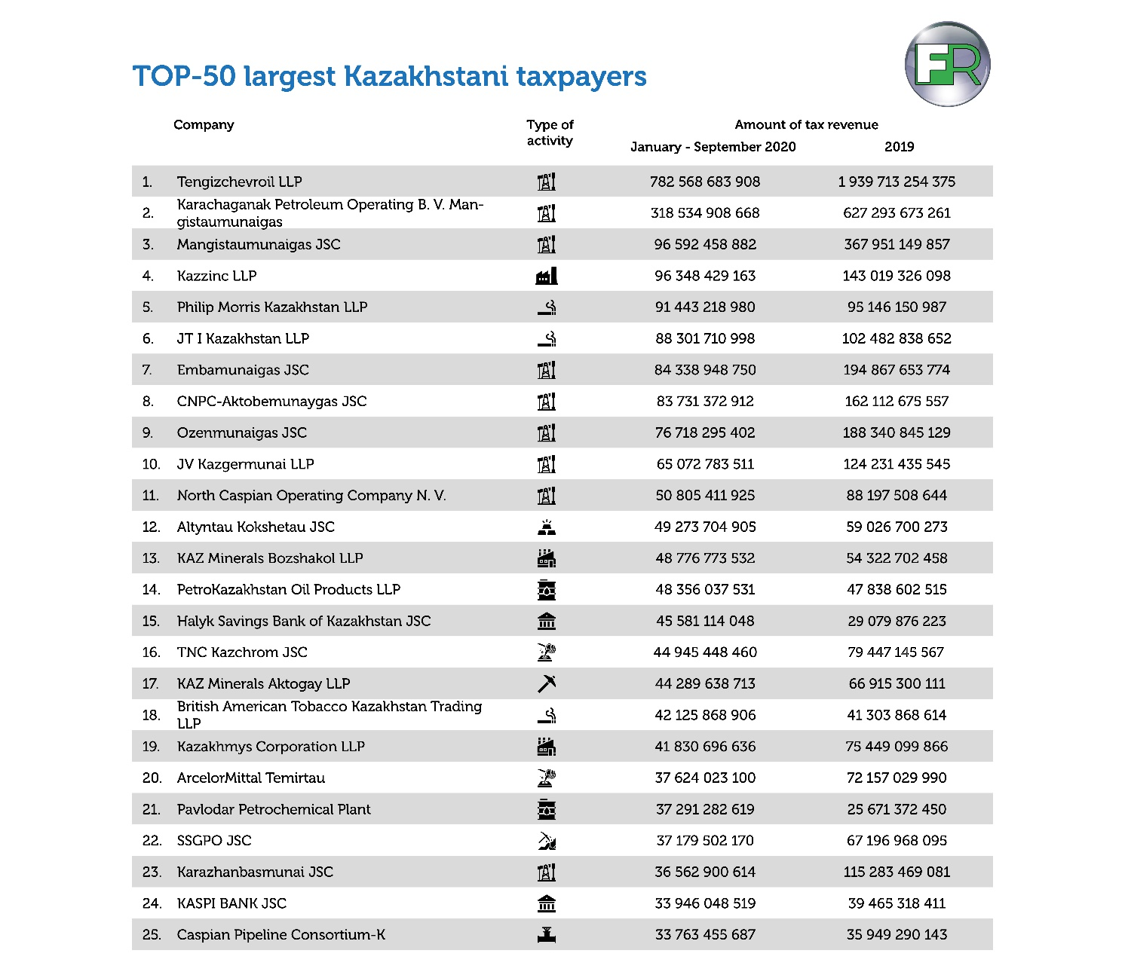 FR
TOP-50 largest Kazakhstani taxpayers
Company Type of activity Amount of tax revenue
January - September 2020 2019
1. Tengizchevroil LLP 782 568 683 908 1 939 713 254 375
2. Karachaganak Petroleum Operating B. V. Man-
gistaumunaigas 318 534 908 668 627 293 673 261
3. Mangistaumunaigas JSC 96 592 458 882 367 951 149 857
4. Kazzinc LLP 96 348 429 163 143 019 326 098
5. Philip Morris Kazakhstan LLP 91 443 218 980 95 146 150 987
6. JT I Kazakhstan LLP 88 301 710 998 102 482 838 652
7. Embamunaigas JSC 84 338 948 750 194 867 653 774
8. CNPC-Aktobemunaygas JSC 83 731 372 912 162 112 675 557
9. Ozenmunaigas JSC 76 718 295 402 188 340 845 129
10. JV Kazgermunai LLP 65 072 783 511 124 231 435 545
11. North Caspian Operating Company N. V. 50 805 411 925 88 197 508 644
12. Altyntau Kokshetau JSC 49 273 704 905 59 026 700 273
13. KAZ Minerals Bozshakol LLP 48 776 773 532 54 322 702 458
14. PetroKazakhstan Oil Products LLP 48 356 037 531 47 838 602 515
15. Halyk Savings Bank of Kazakhstan JSC 45 581 114 048 29 079 876 223
16. TNC Kazchrom JSC 44 945 448 460 79 447 145 567
17. KAZ Minerals Aktogay LLP 44 289 638 713 66 915 300 111
18. British American Tobacco Kazakhstan Trading
LLP 42 125 868 906 41 303 868 614
19. Kazakhmys Corporation LLP 41 830 696 636 75 449 099 866
20. ArcelorMittal Temirtau 37 624 023 100 72 157 029 990
21. Pavlodar Petrochemical Plant 37 291 282 619 25 671 372 450
22. SSGPO JSC 37 179 502 170 67 196 968 095
23. Karazhanbasmunai JSC 36 562 900 614 115 283 469 081
24. KASPI BANK JSC 33 946 048 519 39 465 318 411
25. Caspian Pipeline Consortium-K 33 763 455 687 35 949 290 143